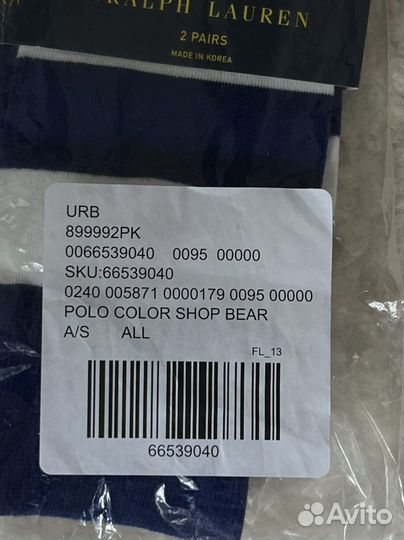 RALPH LAUREN
2 PAIRS
MADE IN KOREA
URB
899992PK
0066539040 0095 00000
SKU:66539040
0240 005871 0000179 0095 00000
POLO COLOR SHOP BEAR
A/S ALL
FL_13
66539040
Avito